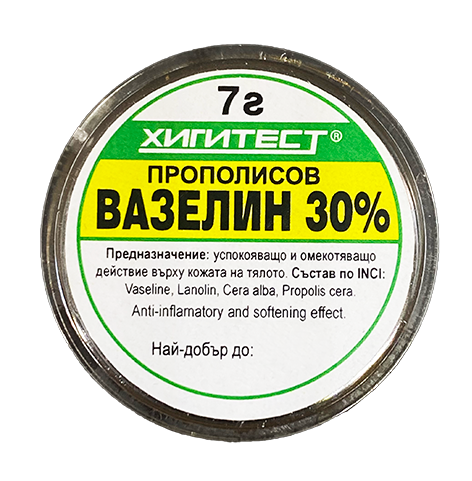 7г
ХИГИТЕСТ®
ПРОПОЛИСОВ
ВАЗЕЛИН 30%
Предназначение: успокояващо и омекотяващо
действие върху кожата на тялото. Състав по INCI:
Vaseline, Lanolin, Cera alba, Propolis cera.
Anti-inflamatory and softening effect.
Най-добър до: